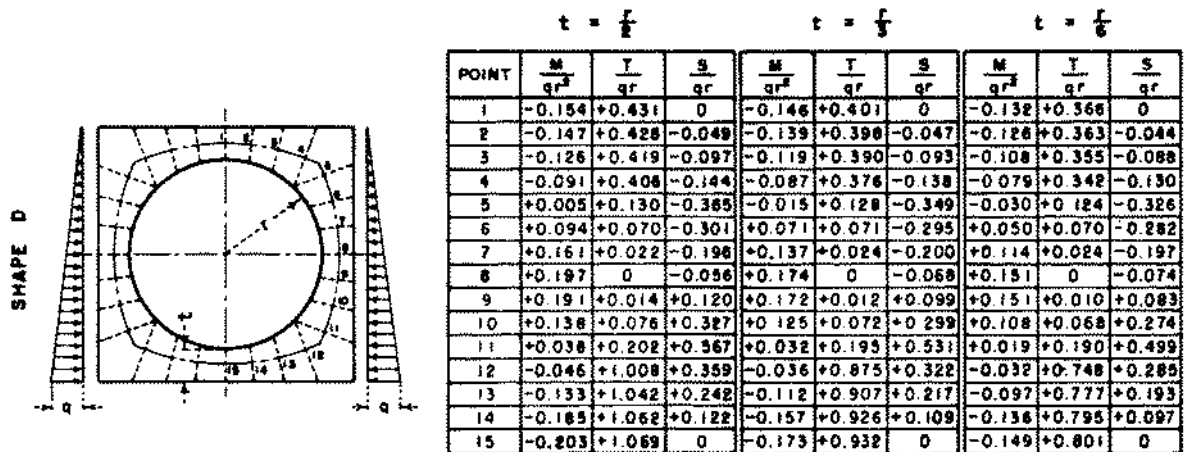 SHAPE D
1 2 3 4 5 6 7 8 9 10 11 12 13 14 15
r
t
q q
t = r/2 t = r/3 t = r/6
POINT M/qr² T/qr S/qr M/qr² T/qr S/qr M/qr² T/qr S/qr
1 -0.154 +0.431 0 -0.146 +0.401 0 -0.132 +0.366 0
2 -0.147 +0.428 -0.049 -0.139 +0.398 -0.047 -0.126 +0.363 -0.044
3 -0.126 +0.419 -0.097 -0.119 +0.390 -0.093 -0.108 +0.355 -0.088
4 -0.091 +0.406 -0.144 -0.087 +0.376 -0.138 -0.079 +0.342 -0.130
5 +0.005 +0.130 -0.365 -0.015 +0.128 -0.349 -0.030 +0.124 -0.326
6 +0.094 +0.070 -0.301 +0.071 +0.071 -0.295 +0.050 +0.070 -0.282
7 +0.161 +0.022 -0.196 +0.137 +0.024 -0.200 +0.114 +0.024 -0.197
8 +0.197 0 -0.056 +0.174 0 -0.068 +0.151 0 -0.074
9 +0.191 +0.014 +0.120 +0.172 +0.012 +0.099 +0.151 +0.010 +0.083
10 +0.138 +0.076 +0.327 +0.125 +0.072 +0.299 +0.108 +0.068 +0.274
11 +0.038 +0.202 +0.567 +0.032 +0.195 +0.531 +0.019 +0.190 +0.499
12 -0.046 +1.008 +0.359 -0.036 +0.875 +0.322 -0.032 +0.748 +0.285
13 -0.133 +1.042 +0.242 -0.112 +0.907 +0.217 -0.097 +0.777 +0.193
14 -0.185 +1.062 +0.122 -0.157 +0.926 +0.109 -0.136 +0.795 +0.097
15 -0.203 +1.069 0 -0.173 +0.932 0 -0.149 +0.801 0